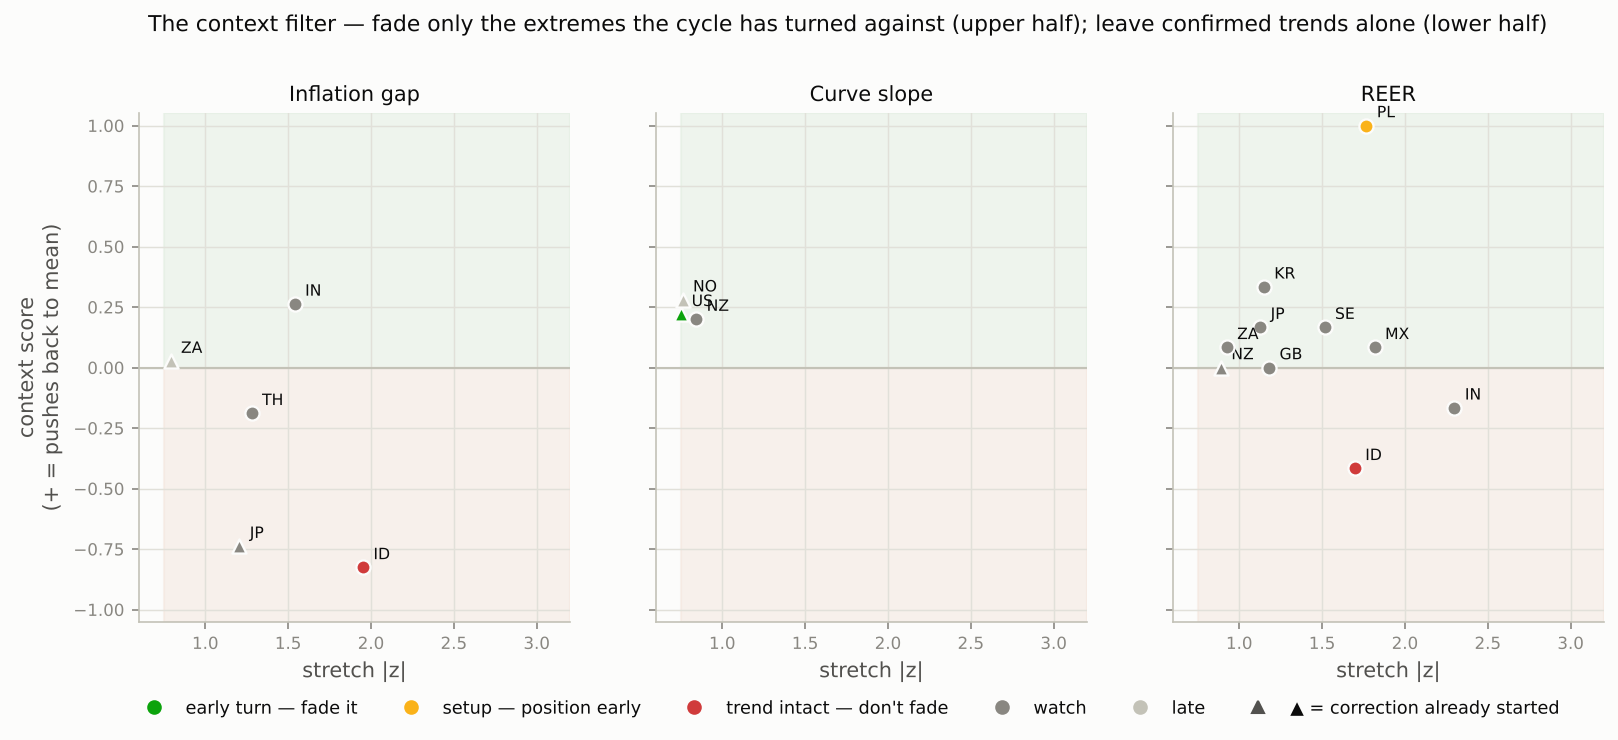 The context filter — fade only the extremes the cycle has turned against (upper half); leave confirmed trends alone (lower half)
Inflation gap
Curve slope
REER
context score
(+ = pushes back to mean)
1.00
0.75
0.50
0.25
0.00
−0.25
−0.50
−0.75
−1.00
IN
ZA
TH
JP
ID
1.0 1.5 2.0 2.5 3.0
stretch |z|
NO
US
NZ
1.0 1.5 2.0 2.5 3.0
stretch |z|
PL
KR
JP
SE
ZA
MX
NZ
GB
IN
ID
1.0 1.5 2.0 2.5 3.0
stretch |z|
early turn — fade it
setup — position early
trend intact — don't fade
watch
late
▲ = correction already started